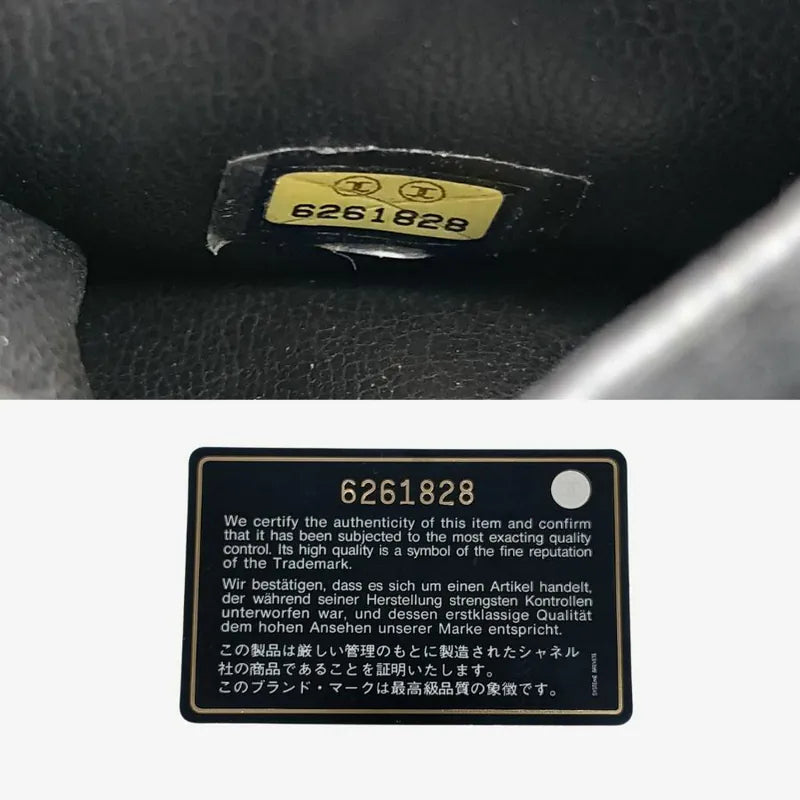 6261828
6261828
We certify the authenticity of this item and confirm
that it has been subjected to the most exacting quality
control. Its high quality is a symbol of the fine reputation
of the Trademark.
Wir bestätigen, dass es sich um einen Artikel handelt,
der während seiner Herstellung strengsten Kontrollen
unterworfen war, und dessen erstklassige Qualität
dem hohen Ansehen unserer Marke entspricht.
この製品は厳しい管理のもとに製造されたシャネル
社の商品であることを証明いたします。
このブランド・マークは最高級品質の象徴です。